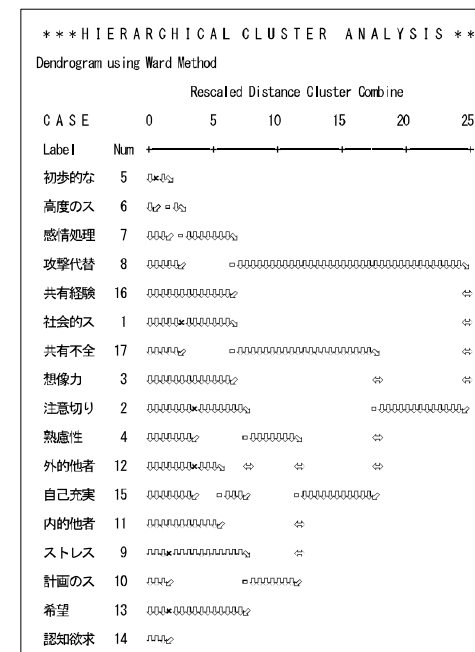 ***HIERARCHICAL CLUSTER ANALYSIS **
Dendrogram using Ward Method
Rescaled Distance Cluster Combine
CASE 0 5 10 15 20 25
Label Num
初歩的な 5
高度のス 6
感情処理 7
攻撃代替 8
共有経験 16
社会的ス 1
共有不全 17
想像力 3
注意切り 2
熟慮性 4
外的他者 12
自己充実 15
内的他者 11
ストレス 9
計画のス 10
希望 13
認知欲求 14